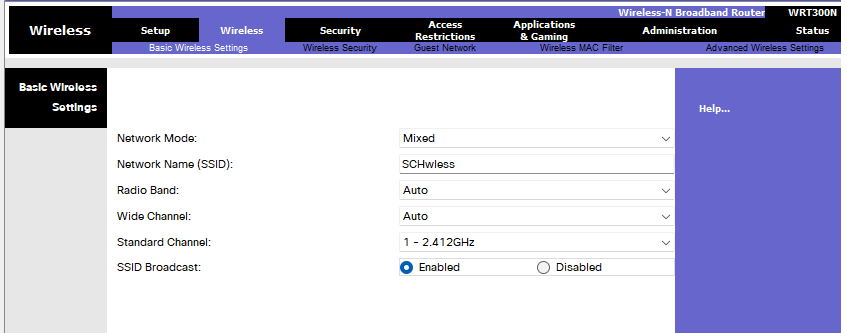 Wireless-N Broadband Router WRT300N
Wireless Setup Wireless Security Access Restrictions Applications & Gaming Administration Status
Basic Wireless Settings Wireless Security Guest Network Wireless MAC Filter Advanced Wireless Settings
Basic Wireless
Settings
Help...
Network Mode: Mixed
Network Name (SSID): SCHwless
Radio Band: Auto
Wide Channel: Auto
Standard Channel: 1 - 2.412GHz
SSID Broadcast: Enabled Disabled